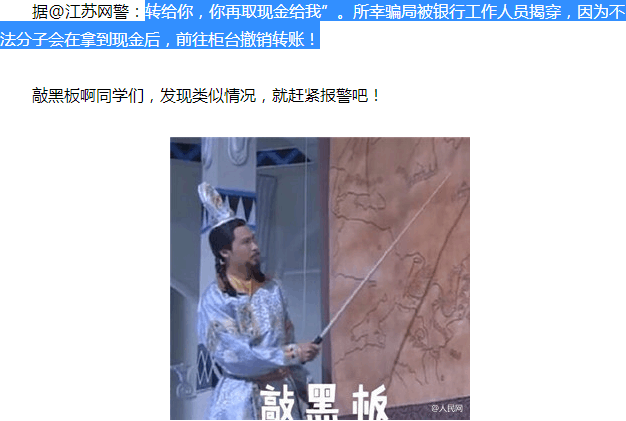 据@江苏网警：转给你，你再取现金给我”。所幸骗局被银行工作人员揭穿，因为不
法分子会在拿到现金后，前往柜台撤销转账！
敲黑板啊同学们，发现类似情况，就赶紧报警吧！
敲黑板
@人民网